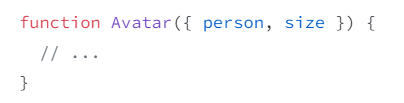 function Avatar({ person, size }) {
  // ...
}